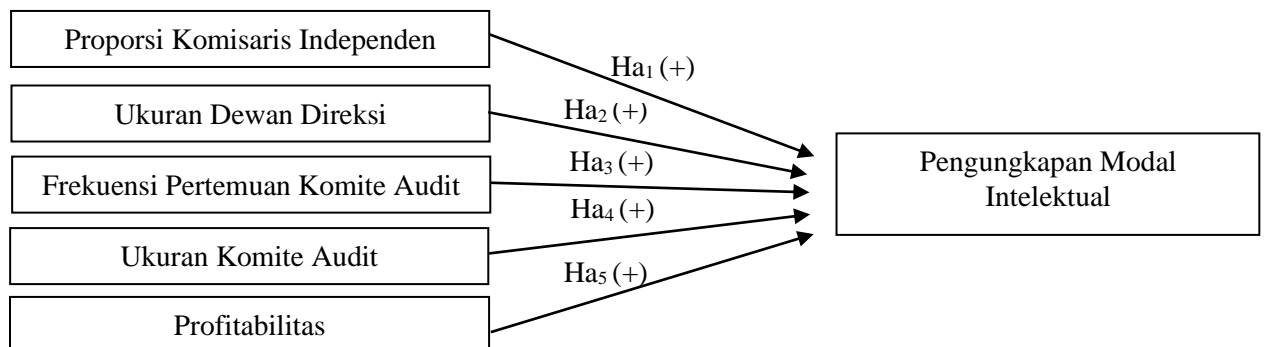 Proporsi Komisaris Independen
Ha1 (+)
Ukuran Dewan Direksi
Ha2 (+)
Frekuensi Pertemuan Komite Audit
Ha3 (+)
Pengungkapan Modal
Intelektual
Ha4 (+)
Ukuran Komite Audit
Ha5 (+)
Profitabilitas